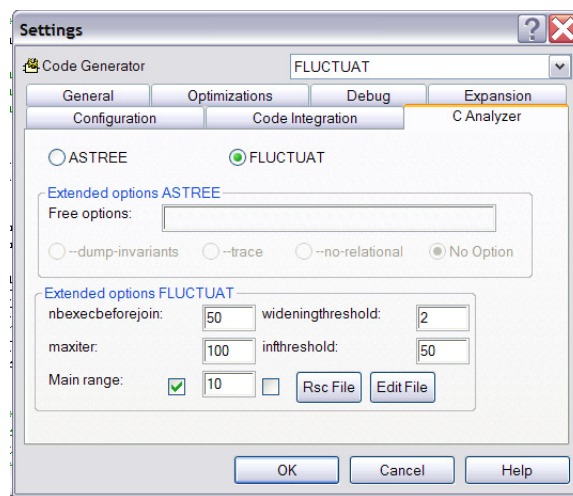 Settings
?
Code Generator FLUCTUAT
General Optimizations Debug Expansion
Configuration Code Integration C Analyzer
ASTREE FLUCTUAT
Extended options ASTREE
Free options:
--dump-invariants --trace --no-relational No Option
Extended options FLUCTUAT
nbexecbeforejoin: 50 wideningthreshold: 2
maxiter: 100 infthreshold: 50
Main range: 10 Rsc File Edit File
OK Cancel Help